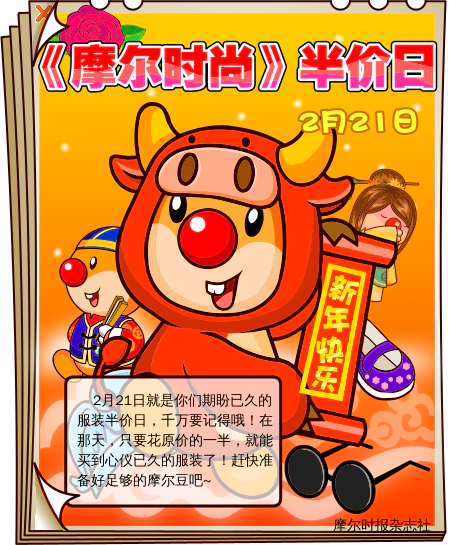 《摩尔时尚》半价日
2月21日
新年快乐
2月21日就是你们期盼已久的
服装半价日，千万要记得哦！在
那天，只要花原价的一半，就能
买到心仪已久的服装了！赶快准
备好足够的摩尔豆吧~
摩尔时报杂志社